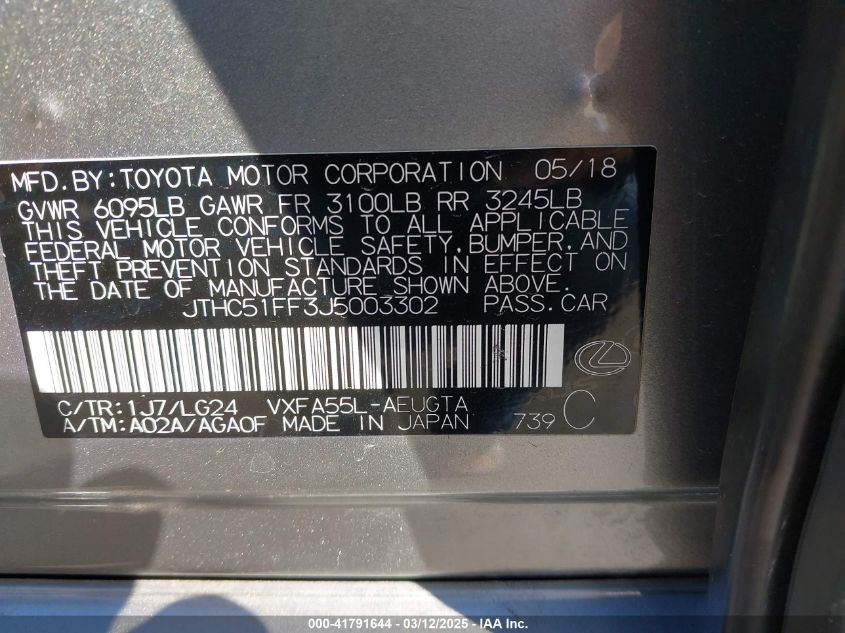 MFD.BY:TOYOTA MOTOR CORPORATION 05/18
GVWR 6095LB GAWR FR 3100LB RR 3245LB
THIS VEHICLE CONFORMS TO ALL APPLICABLE
FEDERAL MOTOR VEHICLE SAFETY,BUMPER,AND
THEFT PREVENTION STANDARDS IN EFFECT ON
THE DATE OF MANUFACTURE SHOWN ABOVE.
JTHC51FF3J5003302 PASS.CAR
C/TR:1J7/LG24 VXFA55L-AEUGTA
A/TM:A02A/AGA0F MADE IN JAPAN 739 C
000-41791644 / 03/12/2025 / IAA Inc.